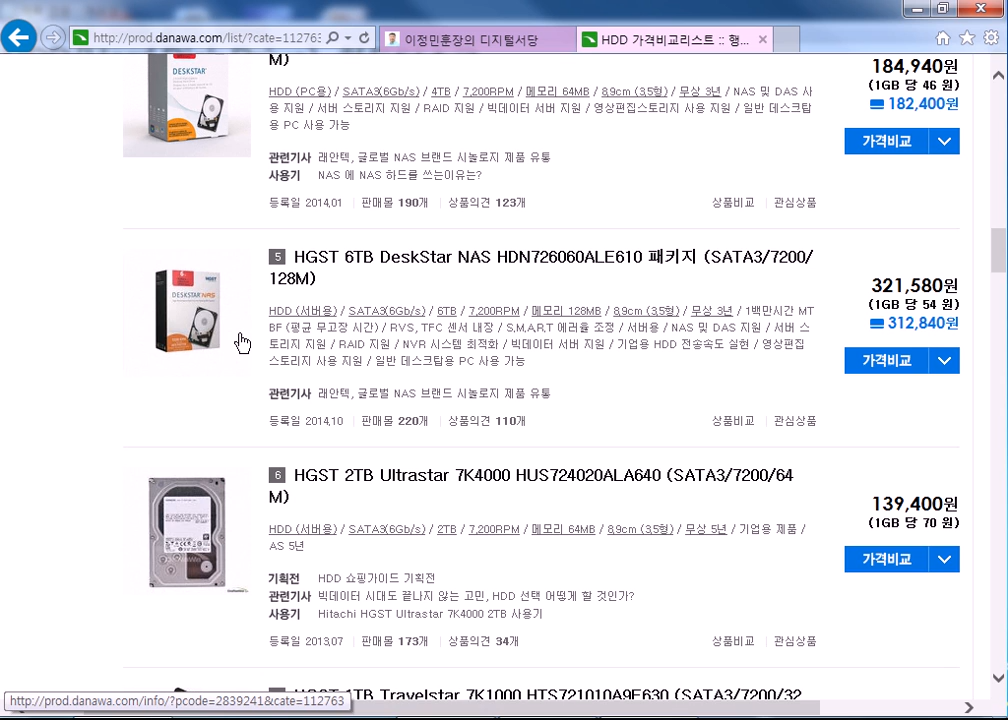 http://prod.danawa.com/list/?cate=112763
이정민훈장의 디지털서당
HDD 가격비교리스트 :: 행...
DESKSTAR
M)
184,940원
(1GB 당 46 원)
182,400원
HDD (PC용) / SATA3(6Gb/s) / 4TB / 7,200RPM / 메모리 64MB / 8.9cm (3.5형) / 무상 3년 / NAS 및 DAS 사
용 지원 / 서버 스토리지 지원 / RAID 지원 / 빅데이터 서버 지원 / 영상편집스토리지 사용 지원 / 일반 데스크탑
용 PC 사용 가능
가격비교
관련기사 래안텍, 글로벌 NAS 브랜드 시놀로지 제품 유통
사용기 NAS 에 NAS 하드를 쓰는이유는?
등록일 2014.01 판매몰 190개 상품의견 123개 상품비교 관심상품
5 HGST 6TB DeskStar NAS HDN726060ALE610 패키지 (SATA3/7200/
128M)
DESKSTAR NAS
321,580원
(1GB 당 54 원)
312,840원
HDD (서버용) / SATA3(6Gb/s) / 6TB / 7,200RPM / 메모리 128MB / 8.9cm (3.5형) / 무상 3년 / 1백만시간 MT
BF (평균 무고장 시간) / RVS, TFC 센서 내장 / S.M.A.R.T 에러율 조정 / 서버용 / NAS 및 DAS 지원 / 서버 스
토리지 지원 / RAID 지원 / NVR 시스템 최적화 / 빅데이터 서버 지원 / 기업용 HDD 전송속도 실현 / 영상편집
스토리지 사용 지원 / 일반 데스크탑용 PC 사용 가능
가격비교
관련기사 래안텍, 글로벌 NAS 브랜드 시놀로지 제품 유통
등록일 2014.10 판매몰 220개 상품의견 110개 상품비교 관심상품
6 HGST 2TB Ultrastar 7K4000 HUS724020ALA640 (SATA3/7200/64
M)
139,400원
(1GB 당 70 원)
HDD (서버용) / SATA3(6Gb/s) / 2TB / 7,200RPM / 메모리 64MB / 8.9cm (3.5형) / 무상 5년 / 기업용 제품 /
AS 5년
가격비교
기획전 HDD 쇼핑가이드 기획전
관련기사 빅데이터 시대도 끝나지 않는 고민, HDD 선택 어떻게 할 것인가?
사용기 Hitachi HGST Ultrastar 7K4000 2TB 사용기
등록일 2013.07 판매몰 173개 상품의견 34개 상품비교 관심상품
HGST 1TB Travelstar 7K1000 HTS721010A9E630 (SATA3/7200/32
http://prod.danawa.com/info/?pcode=2839241&cate=112763